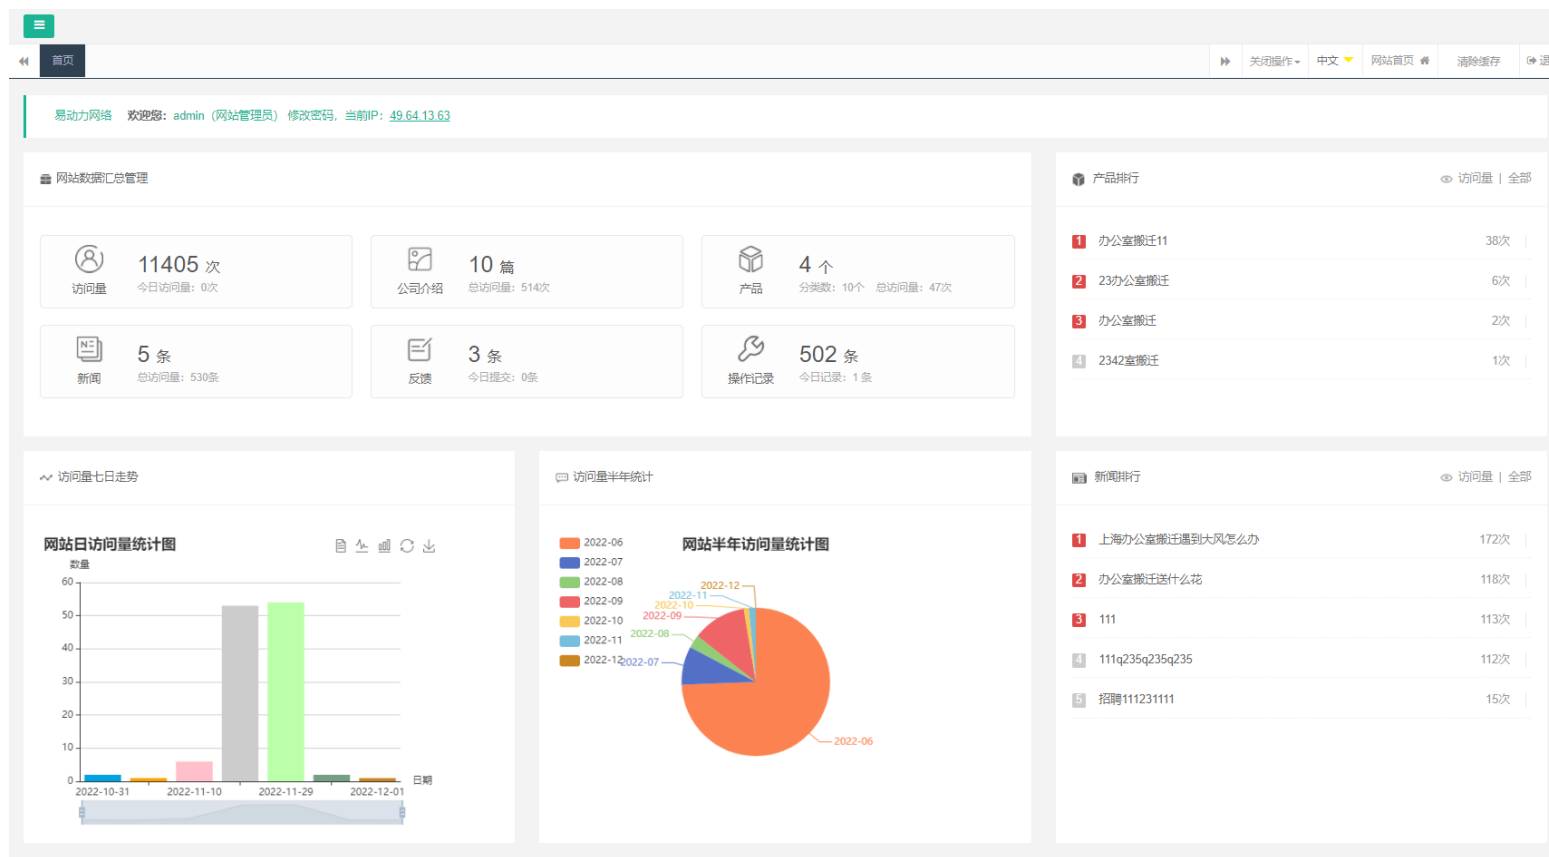 首页
关闭操作
中文
网站首页
清除缓存
退
易动力网络 欢迎您：admin（网站管理员） 修改密码，当前IP：49.64.13.63
网站数据汇总管理
访问量
11405 次
今日访问量：0次
公司介绍
10 篇
总访问量：514次
产品
4 个
分类数：10个 总访问量：47次
新闻
5 条
总访问量：530条
反馈
3 条
今日提交：0条
操作记录
502 条
今日记录：1 条
产品排行
访问量 | 全部
1 办公室搬迁11 38次
2 23办公室搬迁 6次
3 办公室搬迁 2次
4 2342室搬迁 1次
访问量七日走势
网站日访问量统计图
数量
60
50
40
30
20
10
0
日期
2022-10-31 2022-11-10 2022-11-29 2022-12-01
访问量半年统计
网站半年访问量统计图
2022-06
2022-07
2022-08
2022-09
2022-10
2022-11
2022-12
2022-12
2022-11
2022-10
2022-09
2022-08
2022-07
2022-06
新闻排行
访问量 | 全部
1 上海办公室搬迁遇到大风怎么办 172次
2 办公室搬迁送什么花 118次
3 111 113次
4 111q235q235q235 112次
5 招聘111231111 15次